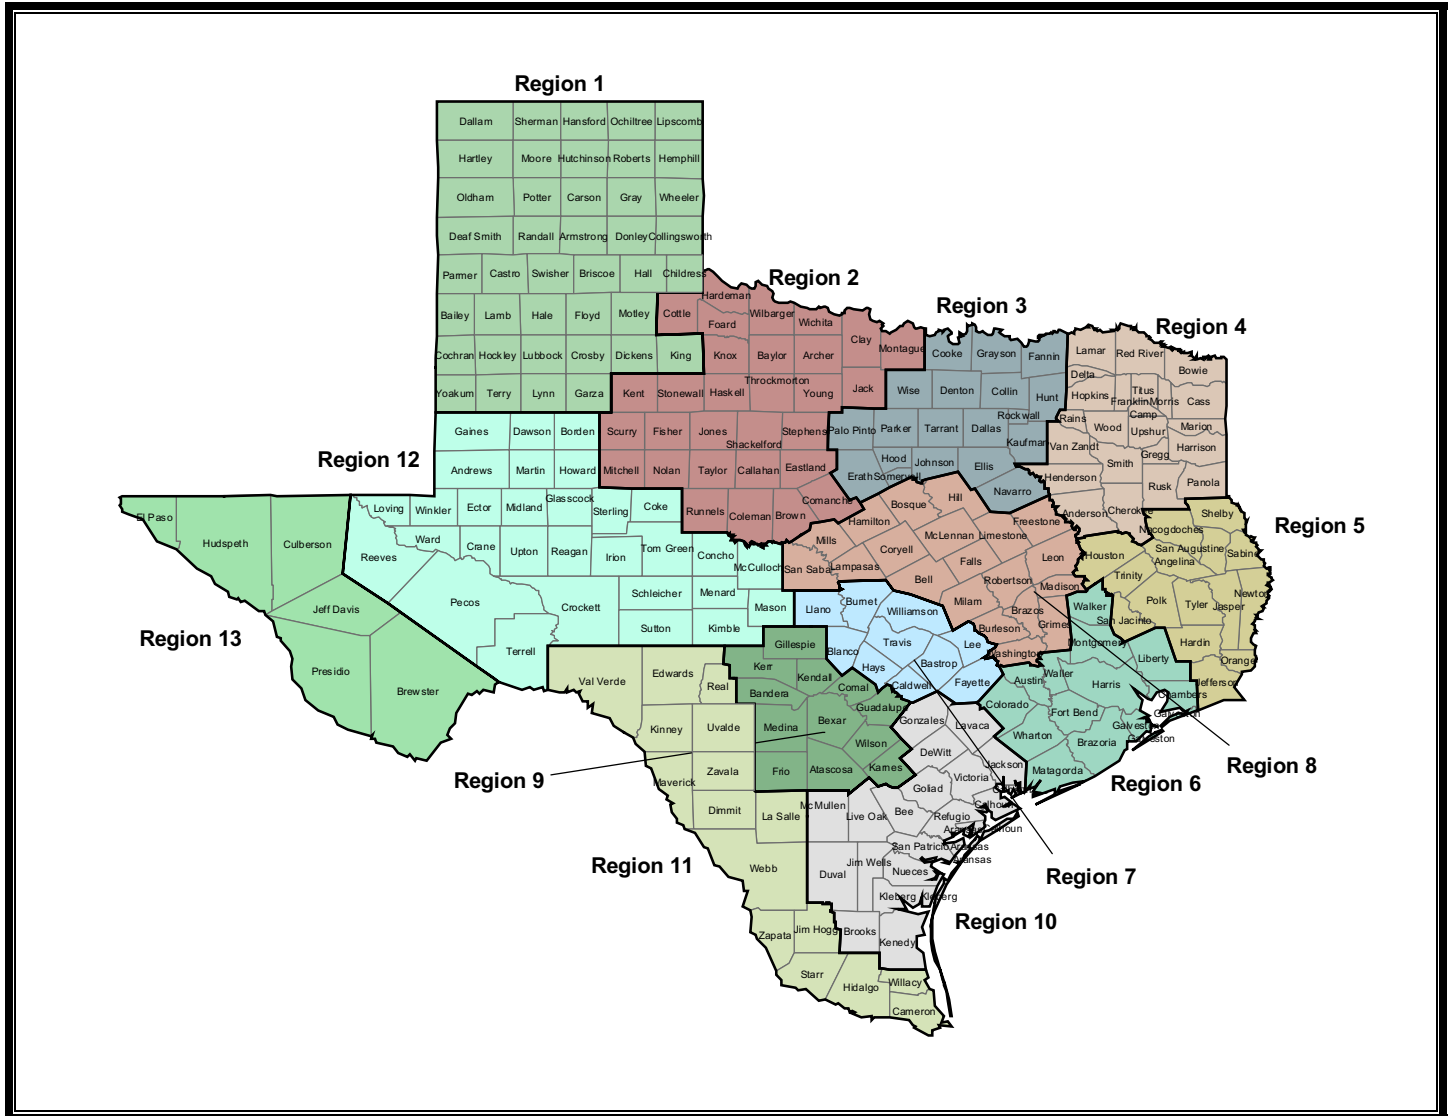 Region 1
Dallam Sherman Hansford Ochiltree Lipscomb
Hartley Moore Hutchinson Roberts Hemphill
Oldham Potter Carson Gray Wheeler
Deaf Smith Randall Armstrong Donley Collingsworth
Parmer Castro Swisher Briscoe Hall Childress
Bailey Lamb Hale Floyd Motley
Cochran Hockley Lubbock Crosby Dickens King
Yoakum Terry Lynn Garza
Region 2
Hardeman
Cottle Foard Wilbarger Wichita
Clay Montague
Knox Baylor Archer
Throckmorton
Kent Stonewall Haskell Young Jack
Scurry Fisher Jones Shackelford Stephens
Mitchell Nolan Taylor Callahan Eastland
Runnels Coleman Brown Comanche
Region 3
Cooke Grayson Fannin
Wise Denton Collin Hunt
Rockwall
Palo Pinto Parker Tarrant Dallas Kaufman
Hood Johnson Ellis
Erath Somervell Navarro
Region 4
Lamar Red River Bowie
Delta
Hopkins Franklin Titus Morris Cass
Camp
Rains Wood Upshur Marion
Van Zandt Smith Gregg Harrison
Henderson Rusk Panola
Anderson Cherokee
Region 5
Shelby
Nacogdoches
Houston San Augustine Sabine
Angelina
Trinity
Polk Tyler Jasper Newton
San Jacinto
Hardin
Orange
Jefferson
Region 12
Gaines Dawson Borden
Andrews Martin Howard
Loving Winkler Ector Midland Glasscock Sterling Coke
Reeves Ward Crane Upton Reagan Irion Tom Green Concho McCulloch
Pecos Crockett Schleicher Menard Mason
Sutton Kimble
Terrell
Region 13
El Paso Hudspeth Culberson
Jeff Davis
Presidio Brewster
Hill
Bosque
Hamilton Freestone
Mills McLennan Limestone
Coryell Leon
San Saba Lampasas Falls
Bell Robertson Madison
Milam Brazos Grimes
Burleson
Washington
Region 8
Llano Burnet Williamson
Travis Lee
Blanco Bastrop
Hays
Caldwell Fayette
Region 7
Walker
Montgomery
Liberty
Austin Waller Harris Chambers
Colorado Fort Bend Galveston
Galveston
Galveston
Wharton Brazoria
Matagorda
Region 6
Gillespie
Kerr Kendall
Bandera Comal
Guadalupe
Medina Bexar
Wilson
Frio Atascosa Karnes
Region 9
Val Verde Edwards Real
Kinney Uvalde
Maverick Zavala
Dimmit La Salle
Webb
Zapata Jim Hogg
Starr Hidalgo Willacy
Cameron
Region 11
Gonzales Lavaca
DeWitt
Jackson
Victoria
Goliad Calhoun
McMullen Live Oak Bee Refugio Calhoun
Aransas
San Patricio Aransas
Aransas
Duval Jim Wells Nueces
Kleberg Kleberg
Brooks Kenedy
Region 10